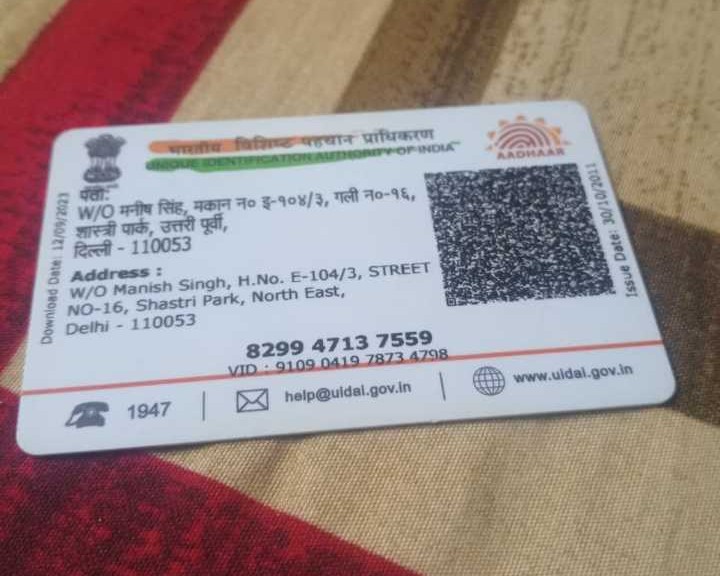 भारतीय विशिष्ट पहचान प्राधिकरण
UNIQUE IDENTIFICATION AUTHORITY OF INDIA
AADHAAR
पता:
W/O मनीष सिंह, मकान न० इ-१०४/३, गली न०-१६,
शास्त्री पार्क, उत्तरी पूर्वी,
दिल्ली - 110053
Address :
W/O Manish Singh, H.No. E-104/3, STREET
NO-16, Shastri Park, North East,
Delhi - 110053
8299 4713 7559
VID : 9109 0419 7873 4798
1947
help@uidai.gov.in
www.uidai.gov.in
Download Date: 12/09/2023
Issue Date: 30/10/2011